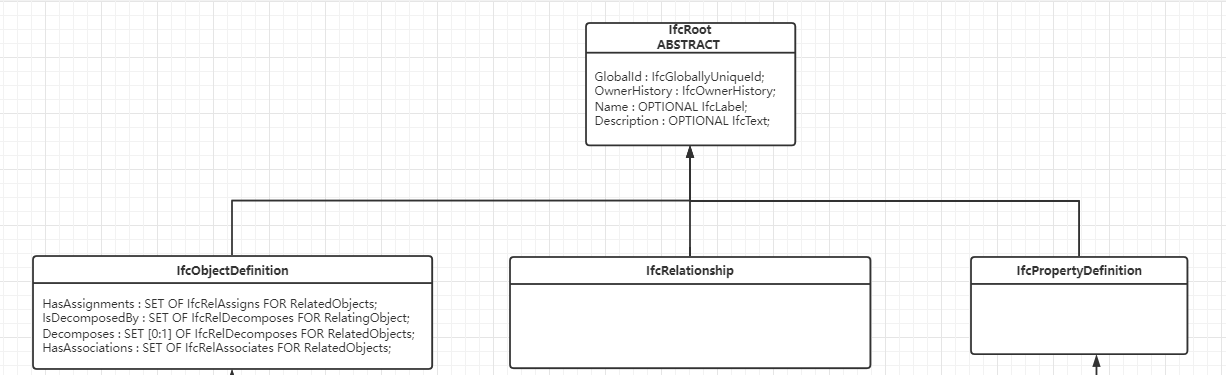 IfcRoot
ABSTRACT
GlobalId : IfcGloballyUniqueId;
OwnerHistory : IfcOwnerHistory;
Name : OPTIONAL IfcLabel;
Description : OPTIONAL IfcText;
IfcObjectDefinition
HasAssignments : SET OF IfcRelAssigns FOR RelatedObjects;
IsDecomposedBy : SET OF IfcRelDecomposes FOR RelatingObject;
Decomposes : SET [0:1] OF IfcRelDecomposes FOR RelatedObjects;
HasAssociations : SET OF IfcRelAssociates FOR RelatedObjects;
IfcRelationship
IfcPropertyDefinition